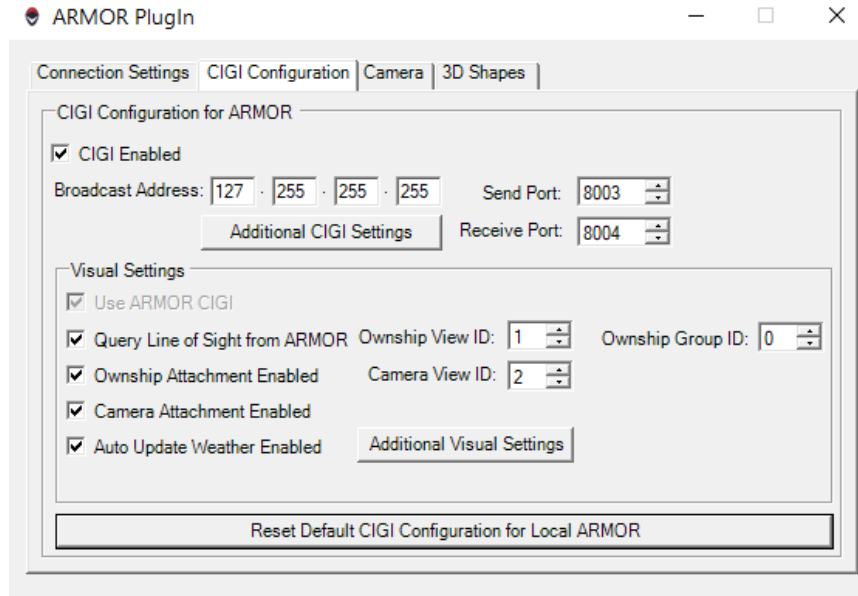 ARMOR PlugIn
Connection Settings CIGI Configuration Camera 3D Shapes
CIGI Configuration for ARMOR
CIGI Enabled
Broadcast Address: 127 . 255 . 255 . 255 Send Port: 8003
Additional CIGI Settings Receive Port: 8004
Visual Settings
Use ARMOR CIGI
Query Line of Sight from ARMOR Ownship View ID: 1 Ownship Group ID: 0
Ownship Attachment Enabled Camera View ID: 2
Camera Attachment Enabled
Auto Update Weather Enabled Additional Visual Settings
Reset Default CIGI Configuration for Local ARMOR